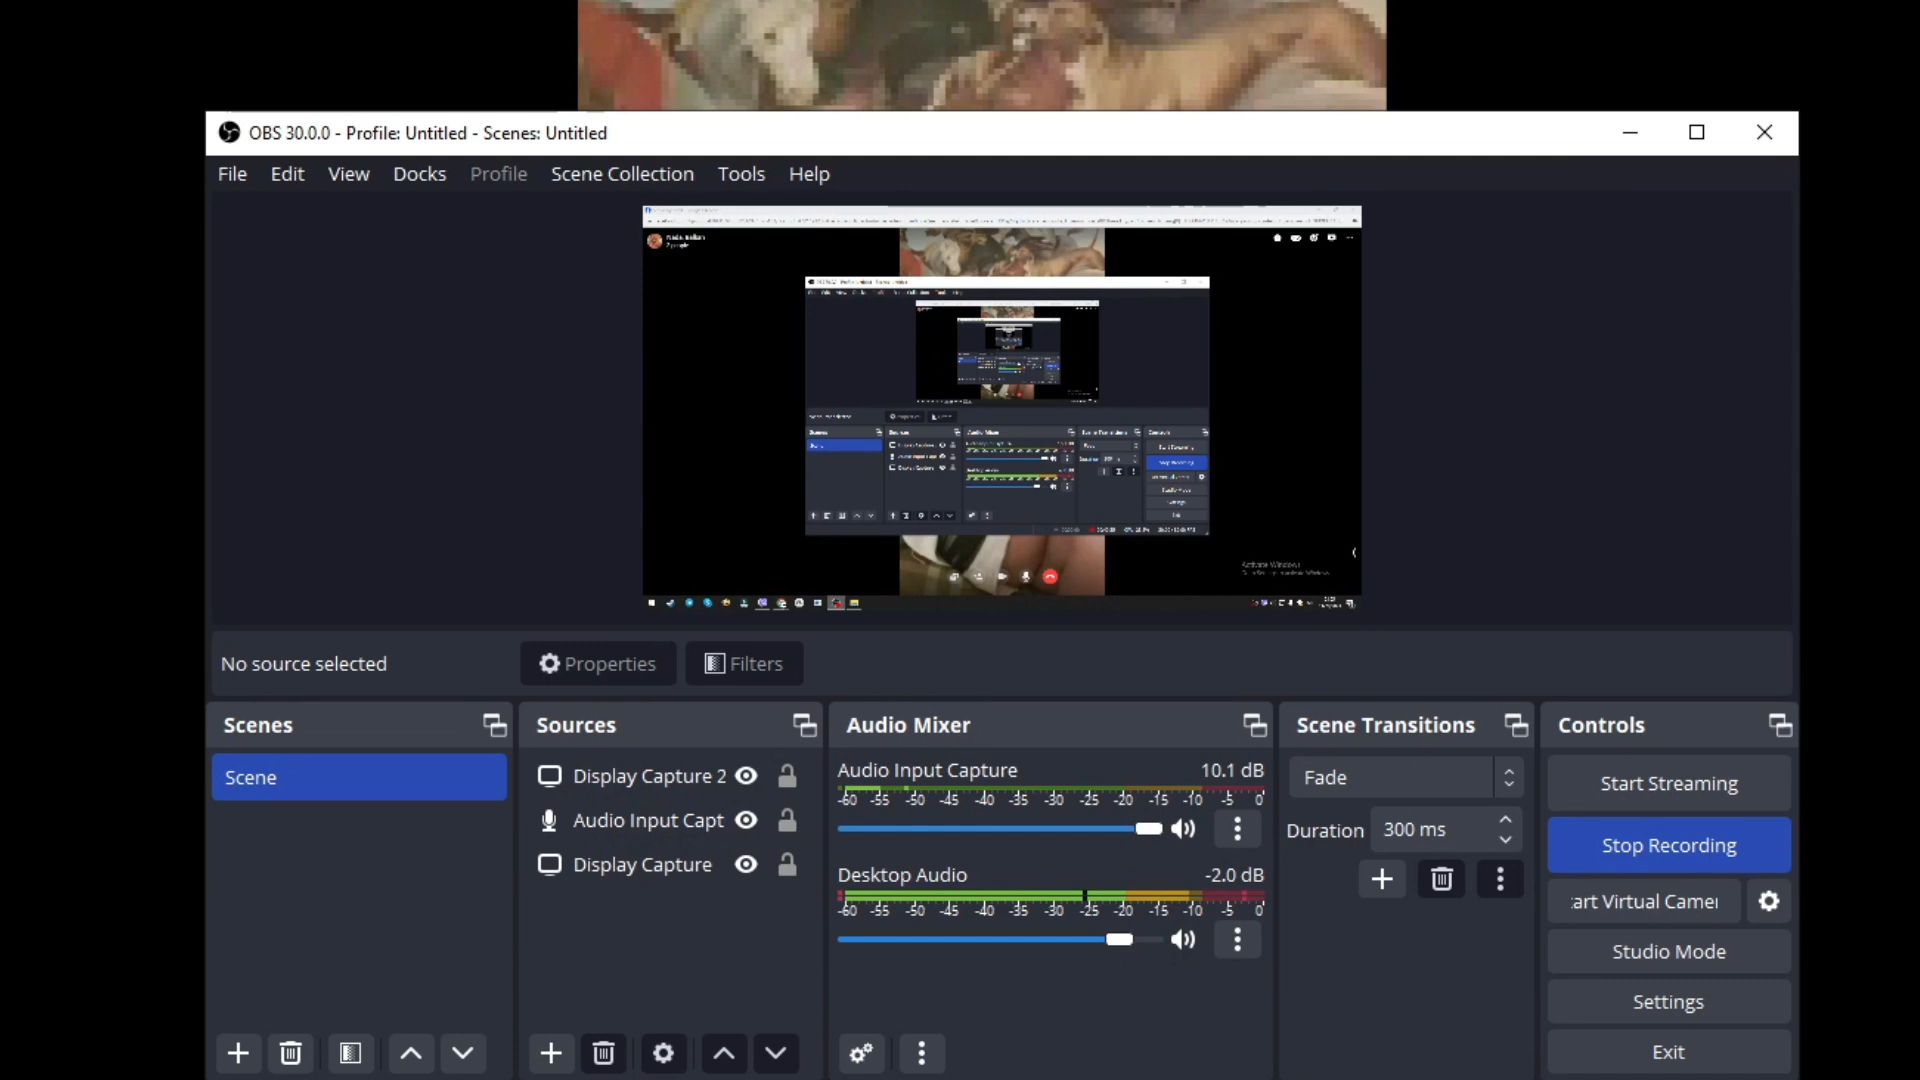 OBS 30.0.0 - Profile: Untitled - Scenes: Untitled
File Edit View Docks Profile Scene Collection Tools Help
No source selected Properties Filters
Scenes
Scene
Sources
Display Capture 2
Audio Input Capt
Display Capture
Audio Mixer
Audio Input Capture 10.1 dB
-60 -55 -50 -45 -40 -35 -30 -25 -20 -15 -10 -5 0
Desktop Audio -2.0 dB
-60 -55 -50 -45 -40 -35 -30 -25 -20 -15 -10 -5 0
Scene Transitions
Fade
Duration 300 ms
Controls
Start Streaming
Stop Recording
art Virtual Camer
Studio Mode
Settings
Exit